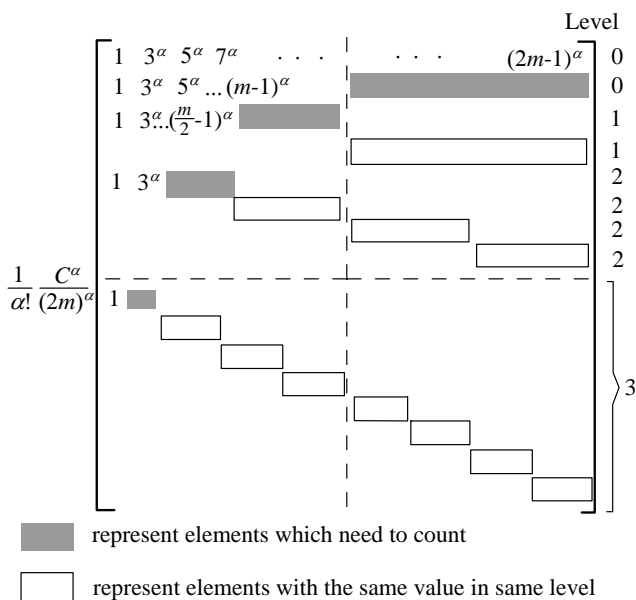 Level
1 3^α 5^α 7^α · · · · · · (2m-1)^α 0
1 3^α 5^α ... (m-1)^α 0
1 3^α...(m/2-1)^α 1
1
1 3^α 2
2
2
2
1/α! C^α/(2m)^α
1
3
represent elements which need to count
represent elements with the same value in same level